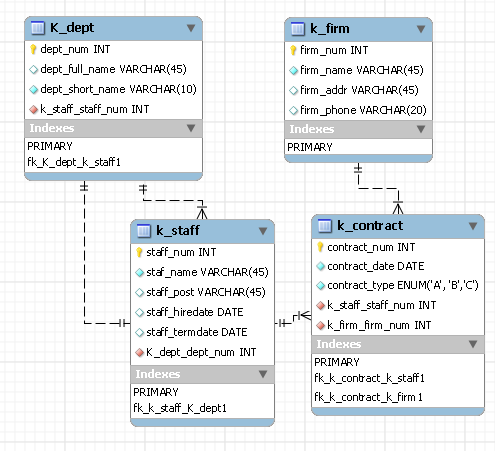 K_dept
dept_num INT
dept_full_name VARCHAR(45)
dept_short_name VARCHAR(10)
k_staff_staff_num INT
Indexes
PRIMARY
fk_K_dept_k_staff1
k_firm
firm_num INT
firm_name VARCHAR(45)
firm_addr VARCHAR(45)
firm_phone VARCHAR(20)
Indexes
PRIMARY
k_staff
staff_num INT
staf_name VARCHAR(45)
staff_post VARCHAR(45)
staff_hiredate DATE
staff_termdate DATE
K_dept_dept_num INT
Indexes
PRIMARY
fk_k_staff_K_dept1
k_contract
contract_num INT
contract_date DATE
contract_type ENUM('A', 'B','C')
k_staff_staff_num INT
k_firm_firm_num INT
Indexes
PRIMARY
fk_k_contract_k_staff1
fk_k_contract_k_firm1